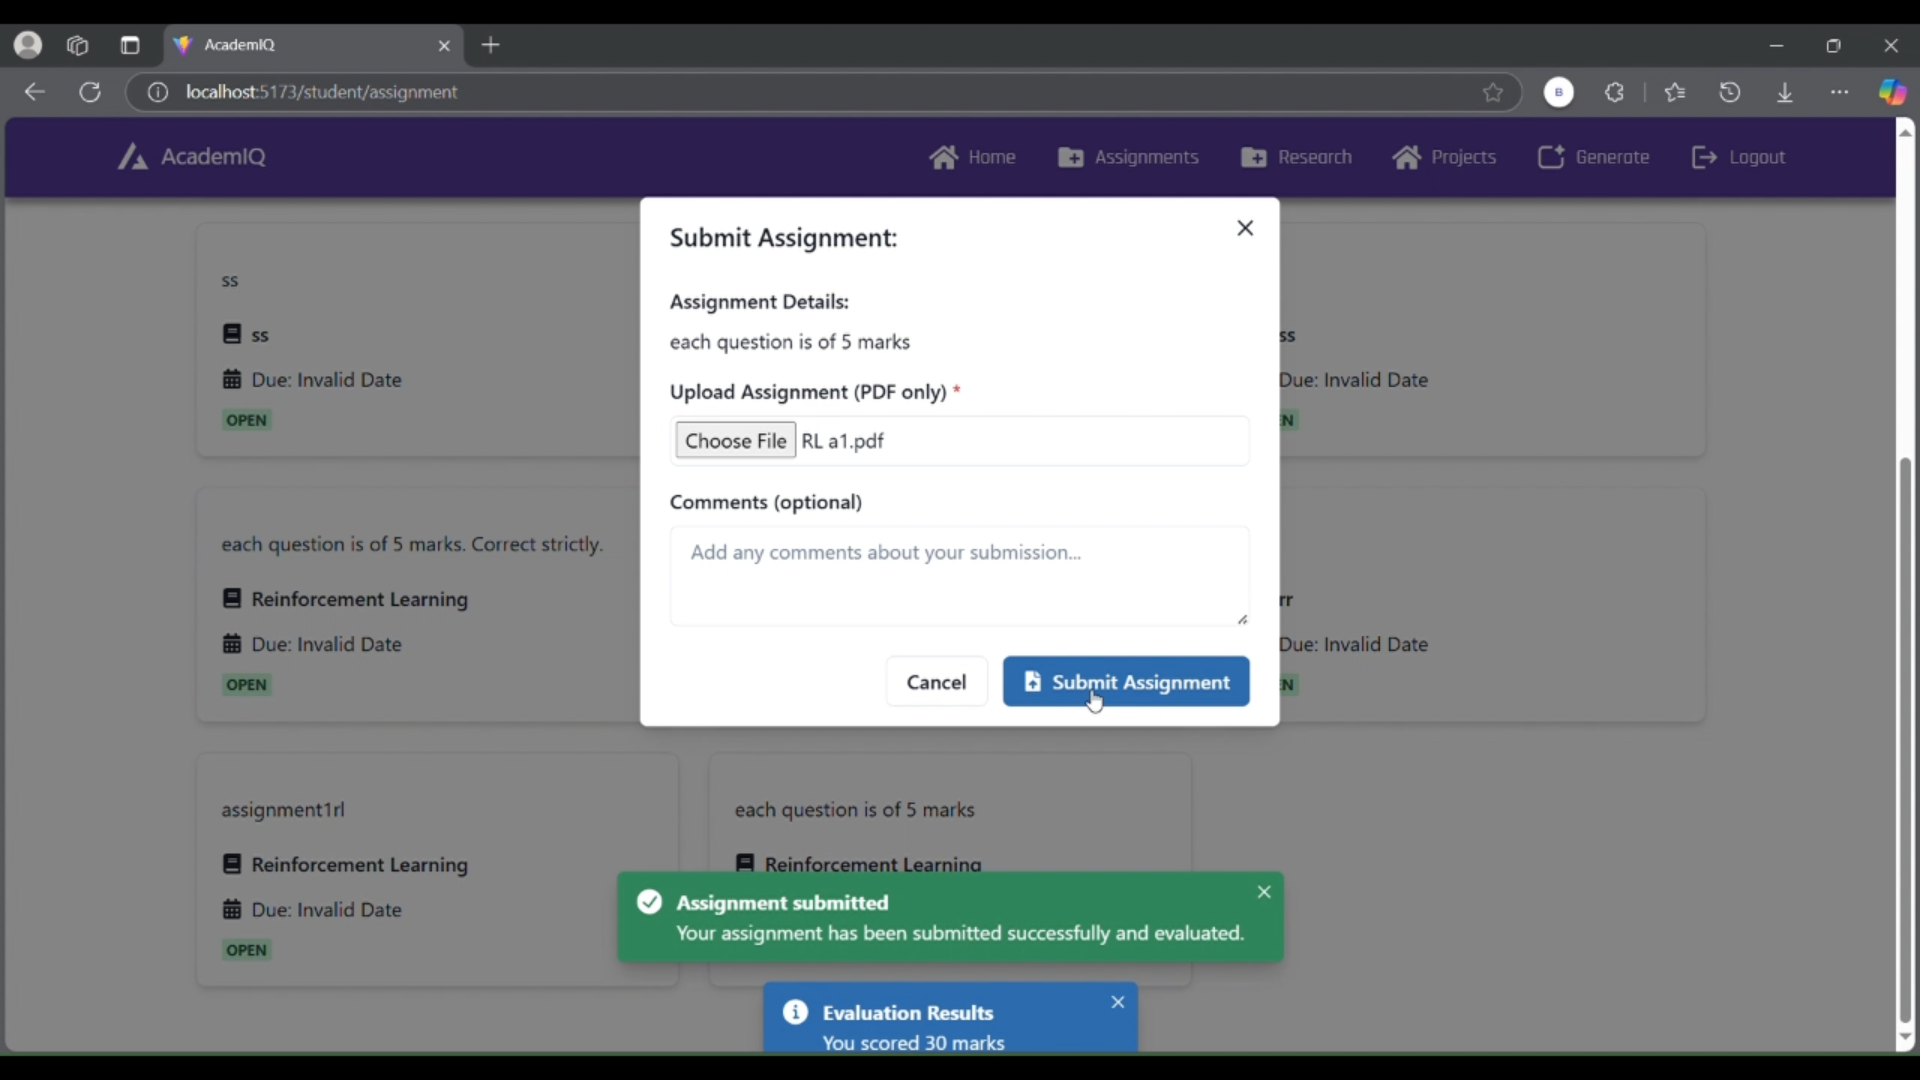 AcademIQ
localhost:5173/student/assignment
B
AcademIQ
Home
Assignments
Research
Projects
Generate
Logout
Submit Assignment:
Assignment Details:
each question is of 5 marks
Upload Assignment (PDF only) *
Choose File RL a1.pdf
Comments (optional)
Add any comments about your submission...
Cancel
Submit Assignment
ss
ss
Due: Invalid Date
OPEN
ss
Due: Invalid Date
EN
each question is of 5 marks. Correct strictly.
Reinforcement Learning
Due: Invalid Date
OPEN
rr
Due: Invalid Date
EN
assignment1rl
Reinforcement Learning
Due: Invalid Date
OPEN
each question is of 5 marks
Reinforcement Learning
Assignment submitted
Your assignment has been submitted successfully and evaluated.
Evaluation Results
You scored 30 marks